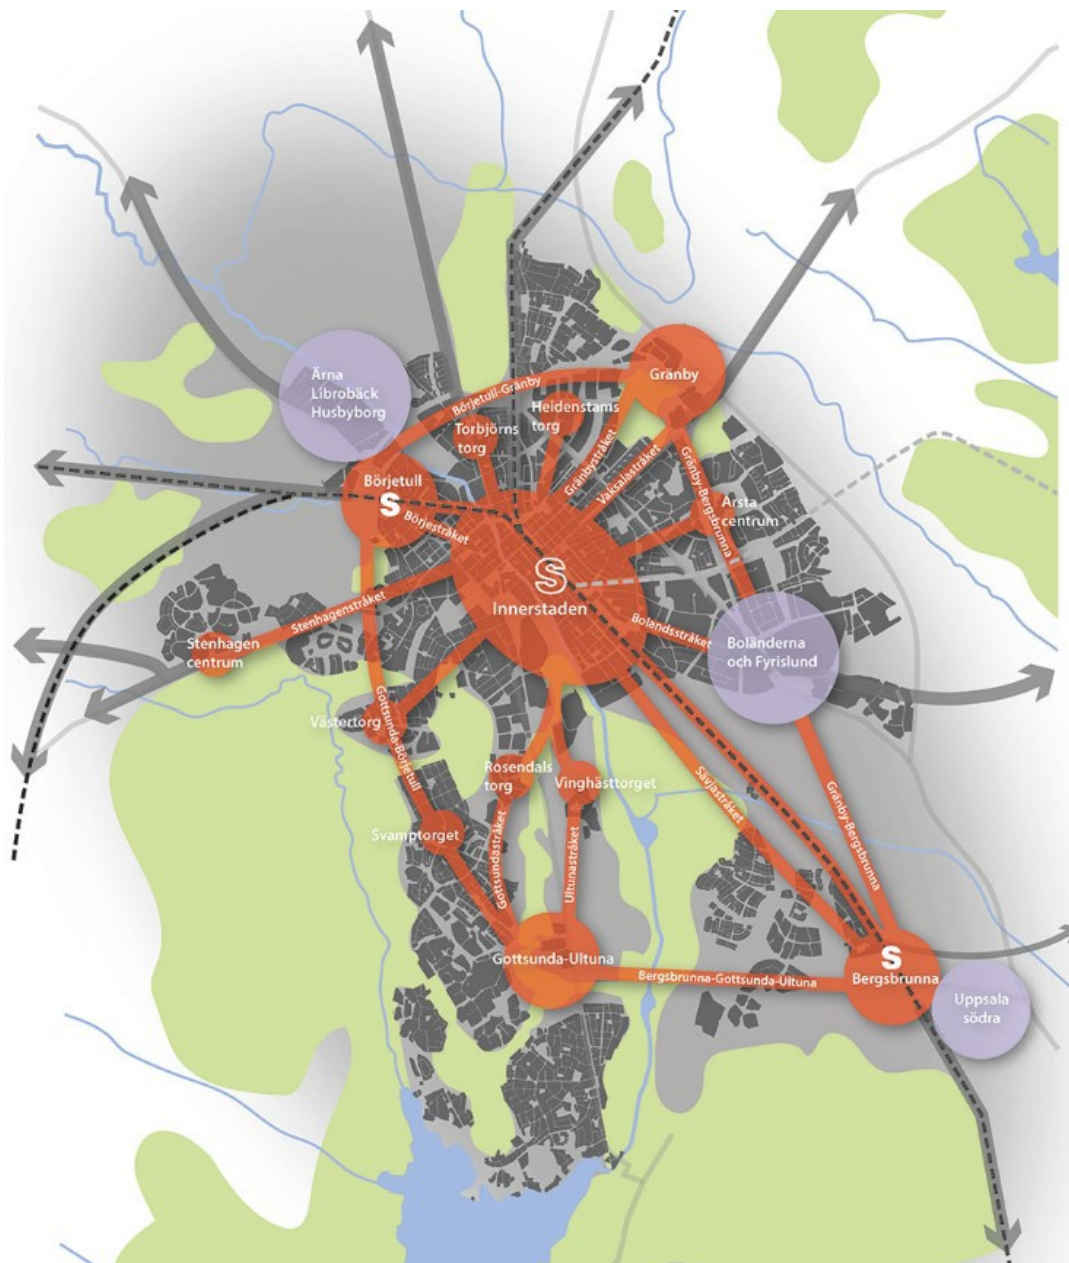 Ärna
Librobäck
Husbyborg
Gränby
Börjetull-Gränby
Heidenstams
torg
Torbjörns
torg
Gränbystråket
Vaksalastråket
Gränby-Bergsbrunna
Börjetull
S
Börjestråket
Årsta
centrum
S
Innerstaden
Stenhagenstråket
Stenhagen
centrum
Bolandsstråket
Boländerna
och Fyrislund
Västertorg
Gottsunda-Börjetull
Rosendals
torg
Vinghästtorget
Sävjastråket
Gränby-Bergsbrunna
Svamptorget
Gottsundastråket
Ultunastråket
Gottsunda-Ultuna
Bergsbrunna-Gottsunda-Ultuna
S
Bergsbrunna
Uppsala
södra